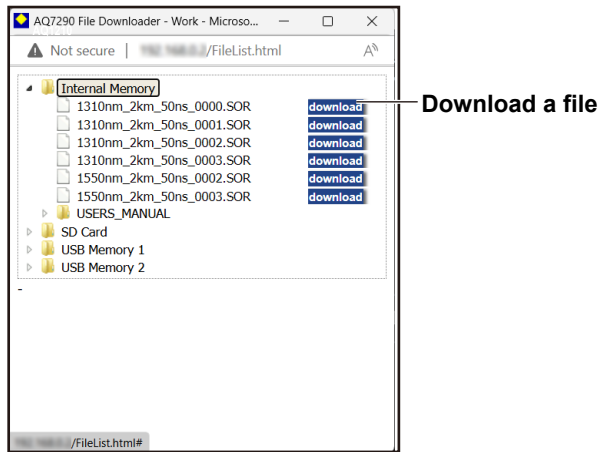 AQ7290 File Downloader - Work - Microso...
Not secure | /FileList.html
Internal Memory
1310nm_2km_50ns_0000.SOR download
Download a file
1310nm_2km_50ns_0001.SOR download
1310nm_2km_50ns_0002.SOR download
1310nm_2km_50ns_0003.SOR download
1550nm_2km_50ns_0002.SOR download
1550nm_2km_50ns_0003.SOR download
USERS_MANUAL
SD Card
USB Memory 1
USB Memory 2
-
/FileList.html#